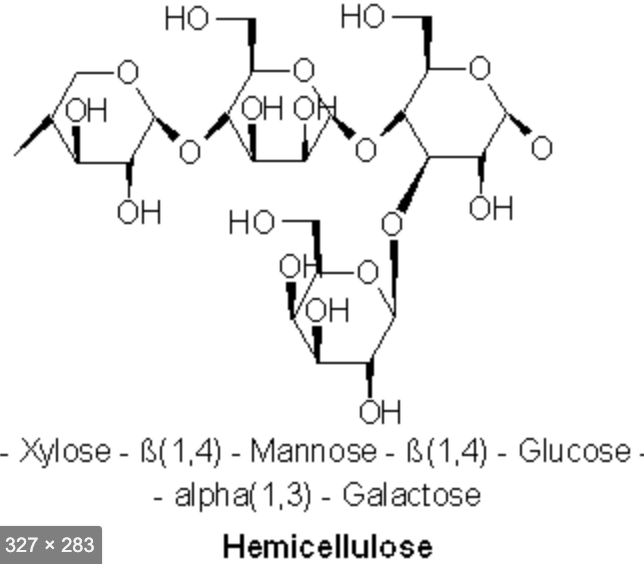 HO HO
O O O
OH OH OH
O O O
OH HO O OH
OH O
OH
OH
- Xylose - ß(1,4) - Mannose - ß(1,4) - Glucose -
- alpha(1,3) - Galactose
327 × 283
Hemicellulose